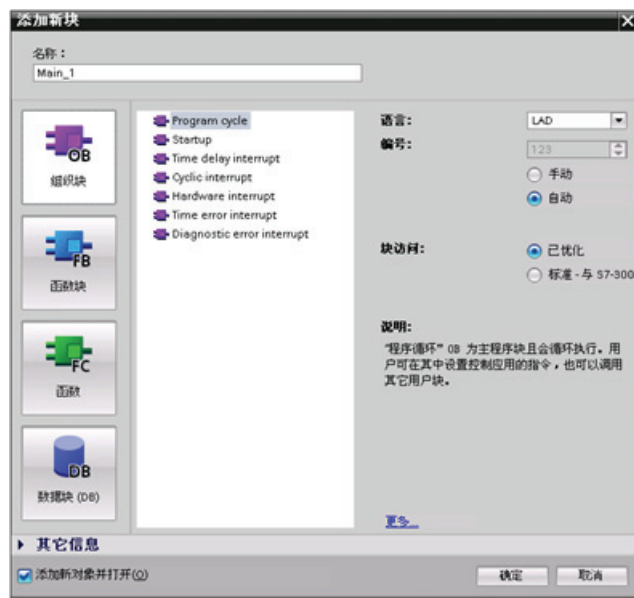 添加新块
名称：
Main_1
OB
组织块
FB
函数块
FC
函数
DB
数据块 (DB)
Program cycle
Startup
Time delay interrupt
Cyclic interrupt
Hardware interrupt
Time error interrupt
Diagnostic error interrupt
语言：
LAD
编号：
123
手动
自动
块访问：
已优化
标准 - 与 S7-300
说明：
“程序循环” OB 为主程序块且会循环执行。用
户可在其中设置控制应用的指令，也可以调用
其它用户块。
更多...
其它信息
添加新对象并打开(O)
确定
取消